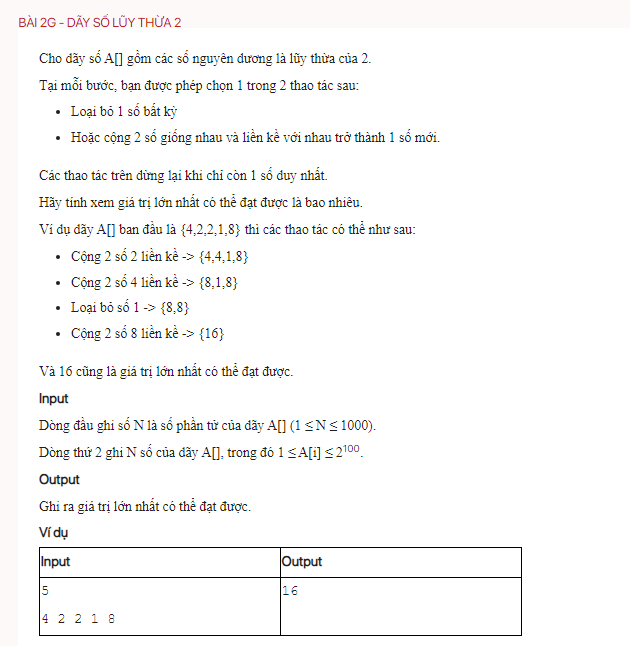 BÀI 2G - DÃY SỐ LŨY THỪA 2
Cho dãy số A[] gồm các số nguyên dương là lũy thừa của 2.
Tại mỗi bước, bạn được phép chọn 1 trong 2 thao tác sau:
• Loại bỏ 1 số bất kỳ
• Hoặc cộng 2 số giống nhau và liền kề với nhau trở thành 1 số mới.
Các thao tác trên dừng lại khi chỉ còn 1 số duy nhất.
Hãy tính xem giá trị lớn nhất có thể đạt được là bao nhiêu.
Ví dụ dãy A[] ban đầu là {4,2,2,1,8} thì các thao tác có thể như sau:
• Cộng 2 số 2 liền kề -> {4,4,1,8}
• Cộng 2 số 4 liền kề -> {8,1,8}
• Loại bỏ số 1 -> {8,8}
• Cộng 2 số 8 liền kề -> {16}
Và 16 cũng là giá trị lớn nhất có thể đạt được.
Input
Dòng đầu ghi số N là số phần tử của dãy A[] (1 ≤ N ≤ 1000).
Dòng thứ 2 ghi N số của dãy A[], trong đó 1 ≤ A[i] ≤ 2^100.
Output
Ghi ra giá trị lớn nhất có thể đạt được.
Ví dụ
Input Output
5 16
4 2 2 1 8